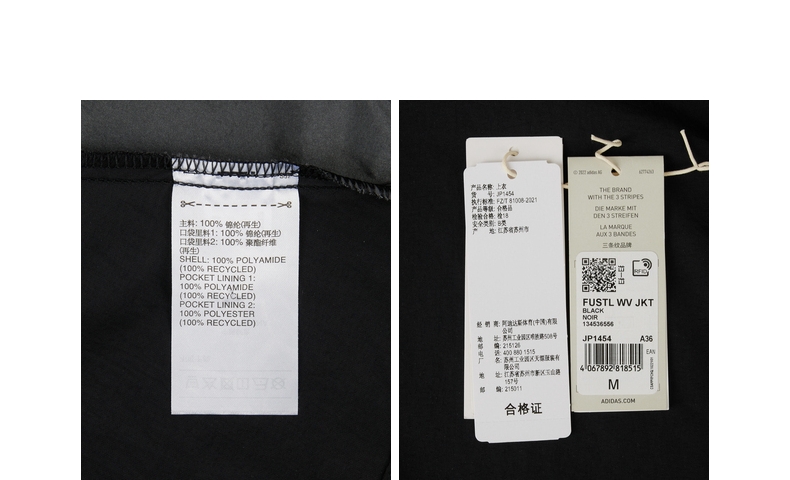 主料: 100% 锦纶(再生)
口袋里料1: 100% 锦纶(再生)
口袋里料2: 100% 聚酯纤维
(再生)
SHELL: 100% POLYAMIDE
(100% RECYCLED)
POCKET LINING 1:
100% POLYAMIDE
(100% RECYCLED)
POCKET LINING 2:
100% POLYESTER
(100% RECYCLED)
产品名称: 上衣
货 号: JP1454
执行标准: FZ/T 81008-2021
产品等级: 合格品
检验合格: 检18
安全类别: B类
产 地: 江苏省苏州市
经 销 商: 阿迪达斯体育(中国)有限
公司
地 址: 苏州工业园区唯胜路508号
邮 编: 215126
电 话: 400 880 1515
厂 名: 苏州工业园区天源服装有
限公司
地 址: 江苏省苏州市新区玉山路
157号
邮 编: 215011
合格证
THE BRAND
WITH THE 3 STRIPES
DIE MARKE MIT
DEN 3 STREIFEN
LA MARQUE
AUX 3 BANDES
三条纹品牌
RFID
FUSTL WV JKT
BLACK
NOIR
134536556
JP1454 A36
EAN
4 067892 818515
M
ADIDAS.COM